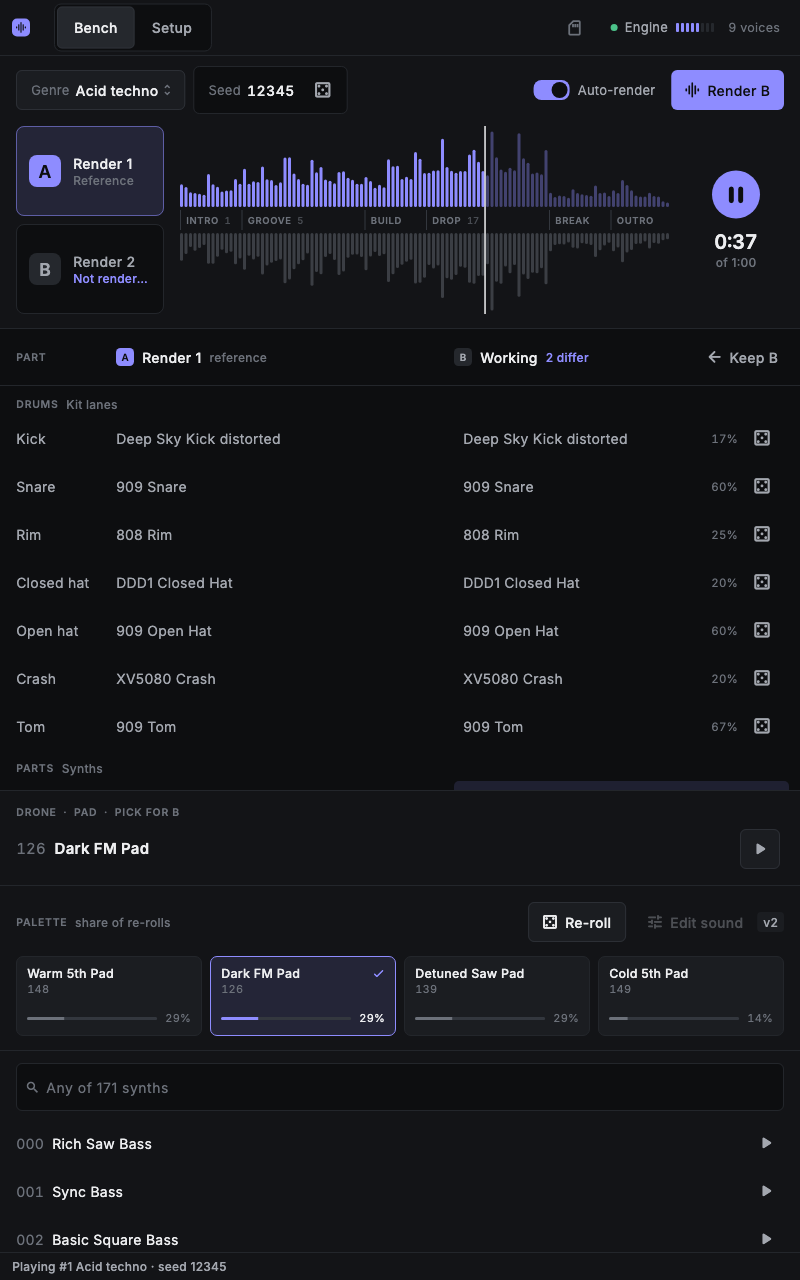 Bench Setup Engine 9 voices
Genre Acid techno Seed 12345 Auto-render Render B
A Render 1
Reference
INTRO 1 GROOVE 5 BUILD DROP 17 BREAK OUTRO
0:37
of 1:00
B Render 2
Not render...
PART A Render 1 reference B Working 2 differ Keep B
DRUMS Kit lanes
Kick Deep Sky Kick distorted Deep Sky Kick distorted 17%
Snare 909 Snare 909 Snare 60%
Rim 808 Rim 808 Rim 25%
Closed hat DDD1 Closed Hat DDD1 Closed Hat 20%
Open hat 909 Open Hat 909 Open Hat 60%
Crash XV5080 Crash XV5080 Crash 20%
Tom 909 Tom 909 Tom 67%
PARTS Synths
DRONE · PAD · PICK FOR B
126 Dark FM Pad
PALETTE share of re-rolls Re-roll Edit sound v2
Warm 5th Pad Dark FM Pad Detuned Saw Pad Cold 5th Pad
148 126 139 149
29% 29% 29% 14%
Any of 171 synths
000 Rich Saw Bass
001 Sync Bass
002 Basic Square Bass
Playing #1 Acid techno · seed 12345